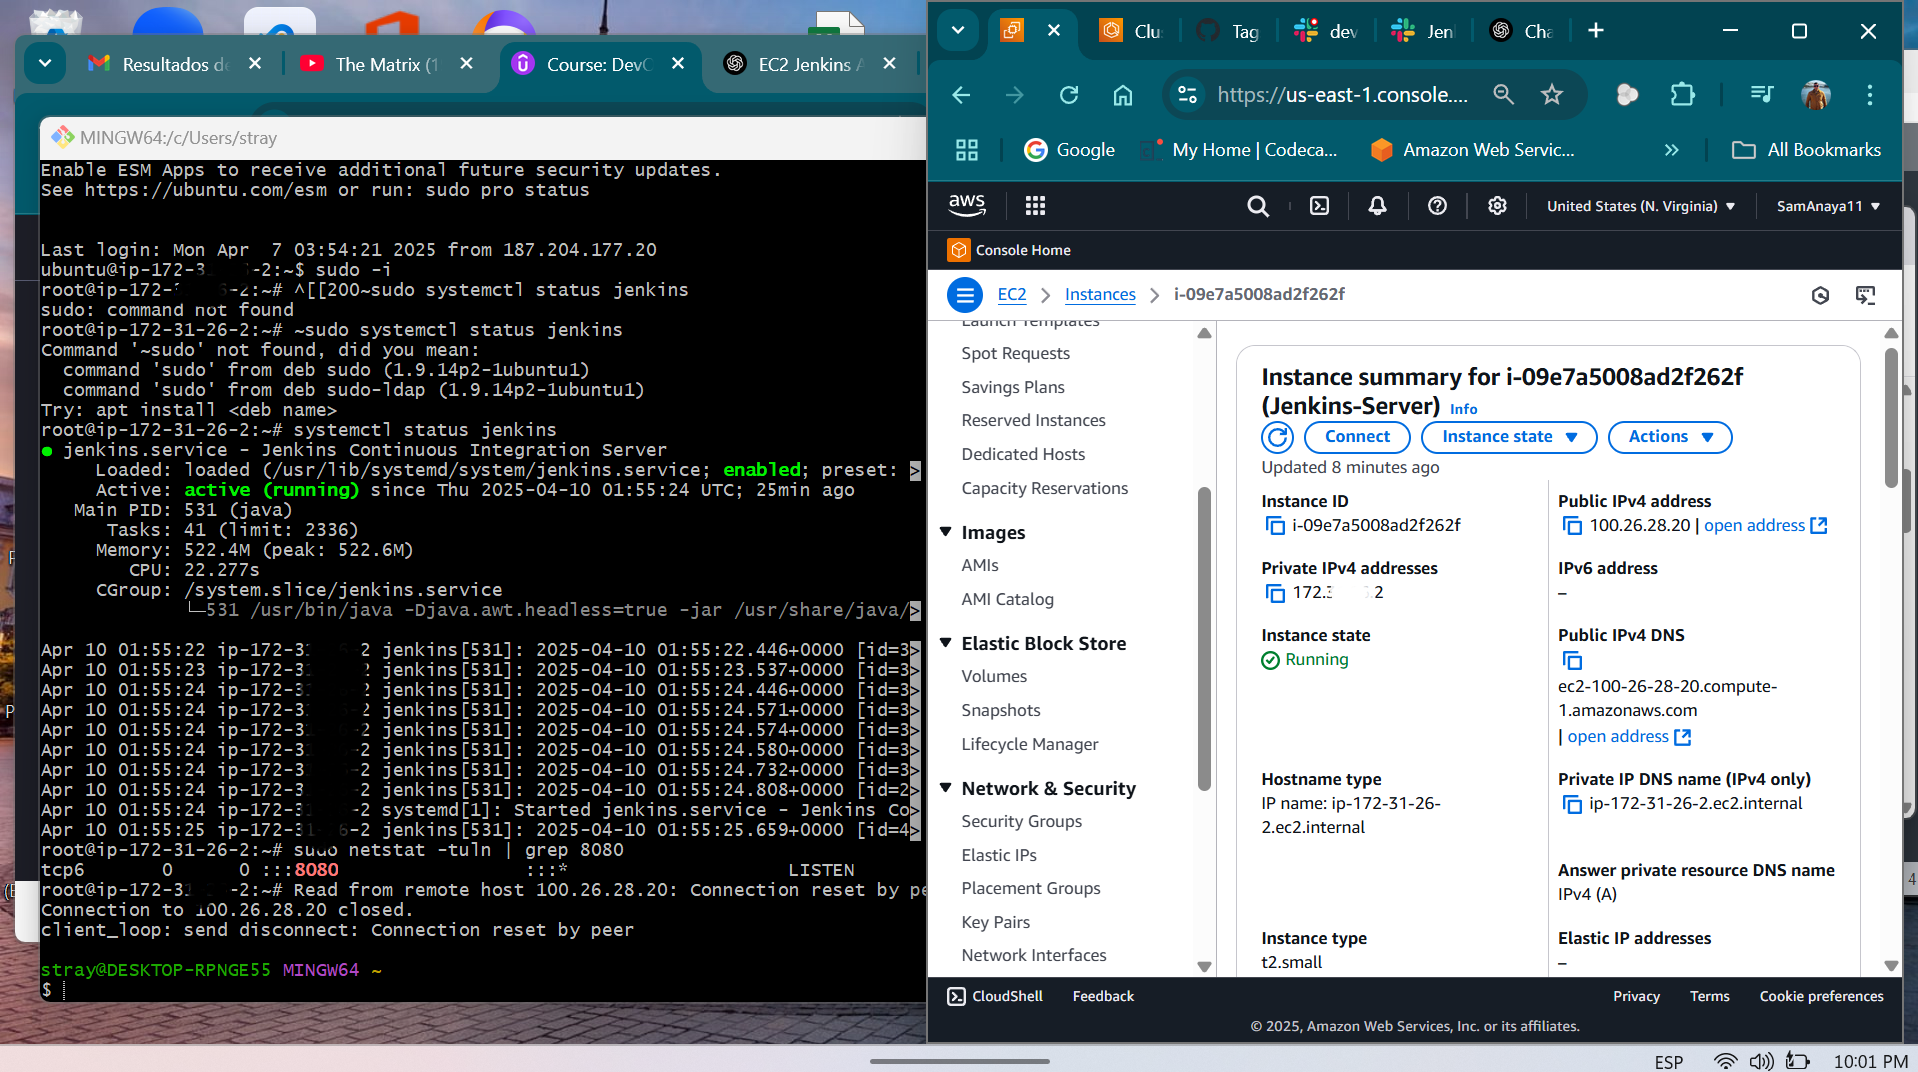 Resultados de
The Matrix (1
Course: DevO
EC2 Jenkins A
MINGW64:/c/Users/stray
Enable ESM Apps to receive additional future security updates.
See https://ubuntu.com/esm or run: sudo pro status
Last login: Mon Apr  7 03:54:21 2025 from 187.204.177.20
ubuntu@ip-172-3 -2:~$ sudo -i
root@ip-172- -2:~# ^[[200~sudo systemctl status jenkins
sudo: command not found
root@ip-172-31-26-2:~# ~sudo systemctl status jenkins
Command '~sudo' not found, did you mean:
  command 'sudo' from deb sudo (1.9.14p2-1ubuntu1)
  command 'sudo' from deb sudo-ldap (1.9.14p2-1ubuntu1)
Try: apt install <deb name>
root@ip-172-31-26-2:~# systemctl status jenkins
● jenkins.service - Jenkins Continuous Integration Server
     Loaded: loaded (/usr/lib/systemd/system/jenkins.service; enabled; preset: >
     Active: active (running) since Thu 2025-04-10 01:55:24 UTC; 25min ago
   Main PID: 531 (java)
      Tasks: 41 (limit: 2336)
     Memory: 522.4M (peak: 522.6M)
        CPU: 22.277s
     CGroup: /system.slice/jenkins.service
             └─531 /usr/bin/java -Djava.awt.headless=true -jar /usr/share/java/>
Apr 10 01:55:22 ip-172-31 2 jenkins[531]: 2025-04-10 01:55:22.446+0000 [id=3>
Apr 10 01:55:23 ip-172-3 2 jenkins[531]: 2025-04-10 01:55:23.537+0000 [id=3>
Apr 10 01:55:24 ip-172-3 2 jenkins[531]: 2025-04-10 01:55:24.446+0000 [id=3>
Apr 10 01:55:24 ip-172-3 2 jenkins[531]: 2025-04-10 01:55:24.571+0000 [id=3>
Apr 10 01:55:24 ip-172-3 -2 jenkins[531]: 2025-04-10 01:55:24.574+0000 [id=3>
Apr 10 01:55:24 ip-172-3 -2 jenkins[531]: 2025-04-10 01:55:24.580+0000 [id=3>
Apr 10 01:55:24 ip-172-3 -2 jenkins[531]: 2025-04-10 01:55:24.732+0000 [id=3>
Apr 10 01:55:24 ip-172-3 -2 jenkins[531]: 2025-04-10 01:55:24.808+0000 [id=2>
Apr 10 01:55:24 ip-172-31 -2 systemd[1]: Started jenkins.service - Jenkins Co>
Apr 10 01:55:25 ip-172-31 6-2 jenkins[531]: 2025-04-10 01:55:25.659+0000 [id=4>
root@ip-172-31-26-2:~# sudo netstat -tuln | grep 8080
tcp6       0      0 :::8080                 :::*                    LISTEN
root@ip-172-31 -2:~# Read from remote host 100.26.28.20: Connection reset by pe
Connection to 100.26.28.20 closed.
client_loop: send disconnect: Connection reset by peer
stray@DESKTOP-RPNGE55 MINGW64 ~
$
Clu
Tag
dev
Jen
Cha
https://us-east-1.console....
Google
My Home | Codeca...
Amazon Web Servic...
»
All Bookmarks
aws
United States (N. Virginia)
SamAnaya11
Console Home
EC2 > Instances > i-09e7a5008ad2f262f
Launch Templates
Spot Requests
Savings Plans
Reserved Instances
Dedicated Hosts
Capacity Reservations
Images
AMIs
AMI Catalog
Elastic Block Store
Volumes
Snapshots
Lifecycle Manager
Network & Security
Security Groups
Elastic IPs
Placement Groups
Key Pairs
Network Interfaces
Instance summary for i-09e7a5008ad2f262f
(Jenkins-Server) Info
Connect
Instance state
Actions
Updated 8 minutes ago
Instance ID
i-09e7a5008ad2f262f
Public IPv4 address
100.26.28.20 | open address
Private IPv4 addresses
172.3 .2
IPv6 address
–
Instance state
Running
Public IPv4 DNS
ec2-100-26-28-20.compute-
1.amazonaws.com
| open address
Hostname type
IP name: ip-172-31-26-
2.ec2.internal
Private IP DNS name (IPv4 only)
ip-172-31-26-2.ec2.internal
Answer private resource DNS name
IPv4 (A)
Instance type
t2.small
Elastic IP addresses
–
CloudShell
Feedback
Privacy
Terms
Cookie preferences
© 2025, Amazon Web Services, Inc. or its affiliates.
ESP
10:01 PM